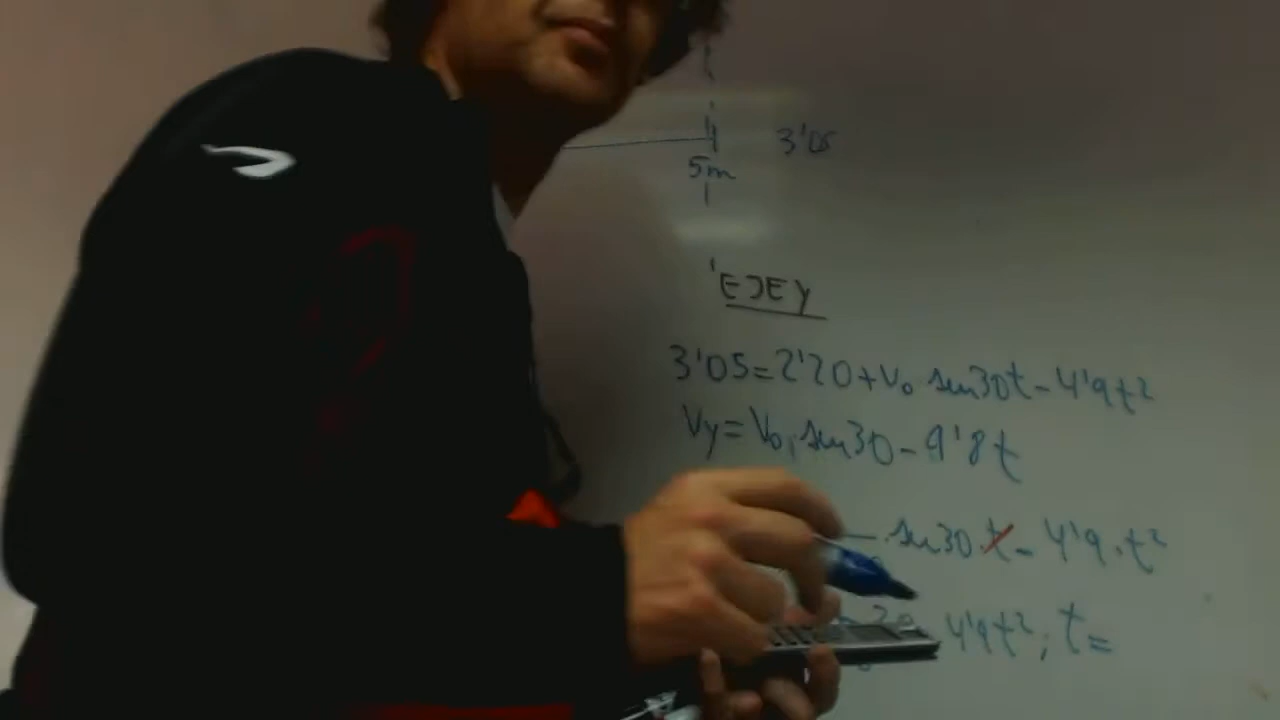 3'05
5m
EJE Y
3'05=2'20+V₀ sen30t-4'9t²
Vy=V₀.sen30-9'8t
.sen30.t-4'9.t²
4'9t²; t=